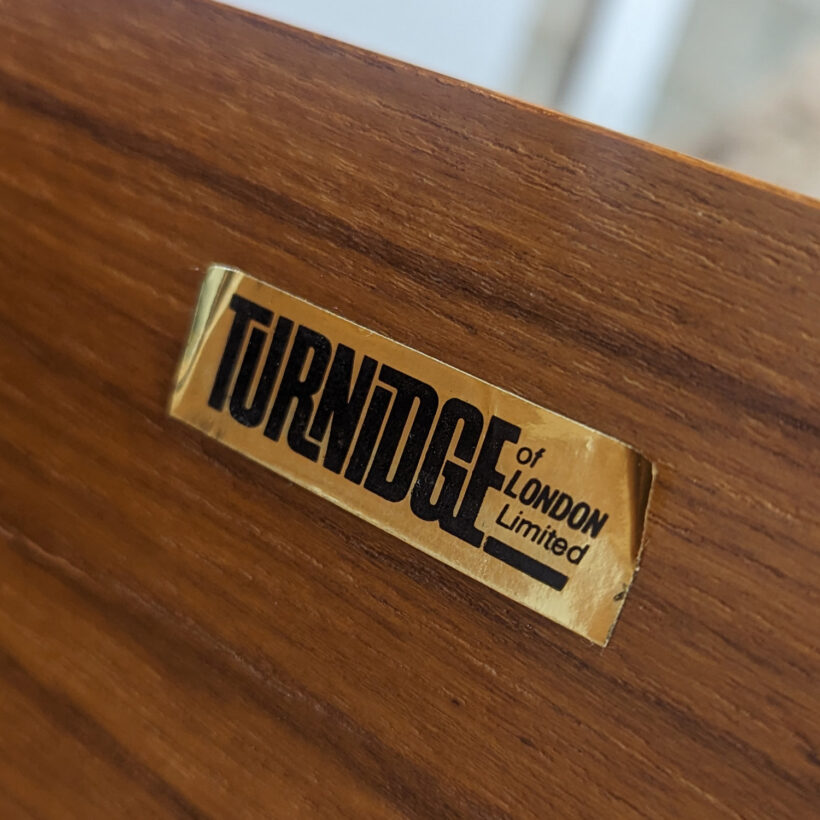 TURNiDGE
of
LONDON
Limited